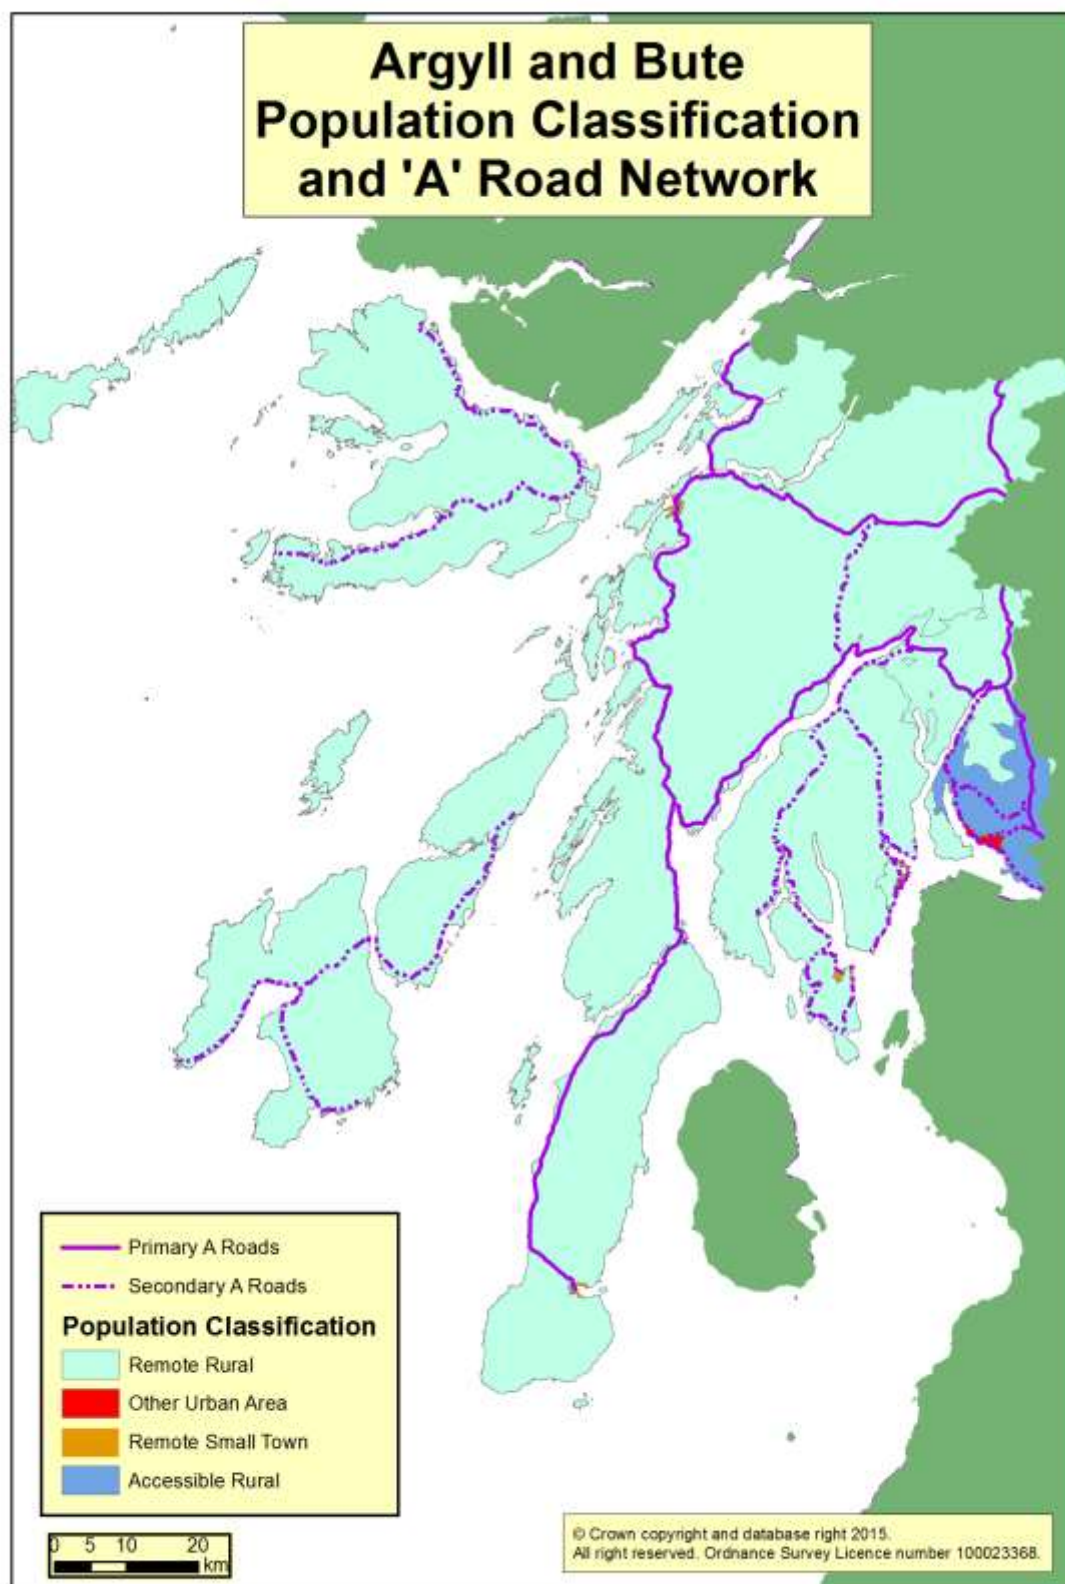 Argyll and Bute
Population Classification
and 'A' Road Network
Primary A Roads
Secondary A Roads
Population Classification
Remote Rural
Other Urban Area
Remote Small Town
Accessible Rural
0 5 10 20
km
© Crown copyright and database right 2015.
All right reserved. Ordnance Survey Licence number 100023368.